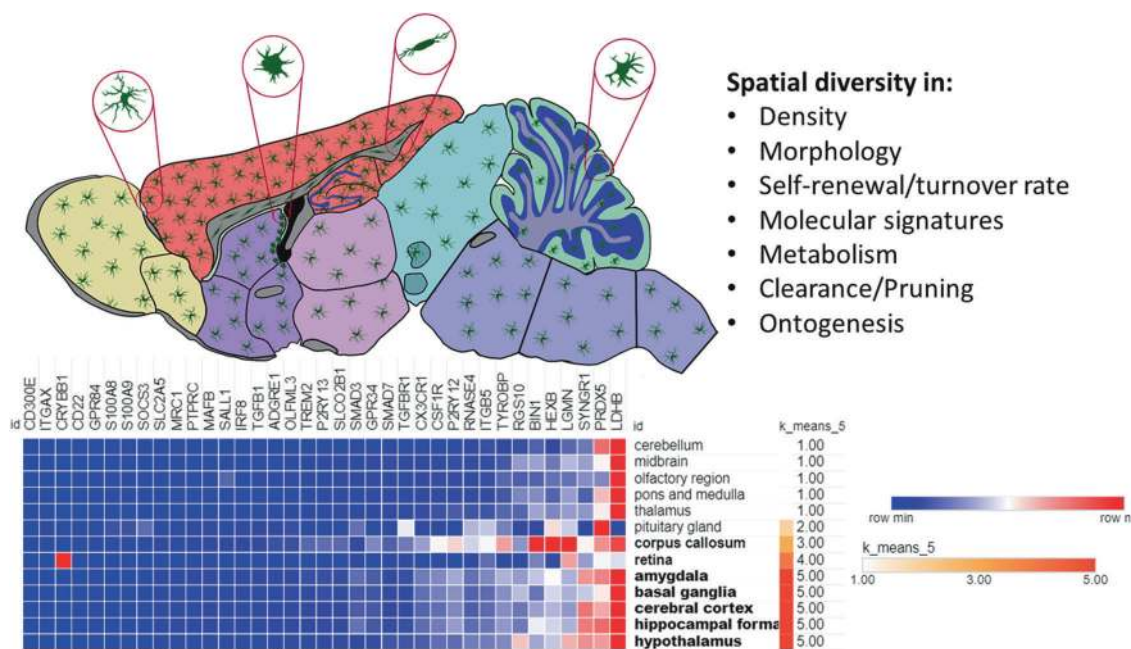 Spatial diversity in:
• Density
• Morphology
• Self-renewal/turnover rate
• Molecular signatures
• Metabolism
• Clearance/Pruning
• Ontogenesis
id
CD300E
ITGAX
CRYBB1
CD22
GPR84
S100A8
S100A9
SOCS3
SLC2A5
MRC1
PTPRC
MAFB
SALL1
IRF8
TGFB1
ADGRE1
OLFML3
TREM2
P2RY13
SLCO2B1
SMAD3
GPR34
SMAD7
TGFBR1
CX3CR1
CSF1R
P2RY12
RNASE4
ITGB5
TYROBP
RGS10
BIN1
HEXB
LGMN
SYNGR1
PRDX5
LDHB
id k_means_5
cerebellum 1.00
midbrain 1.00
olfactory region 1.00
pons and medulla 1.00
thalamus 1.00
pituitary gland 2.00
corpus callosum 3.00
retina 4.00
amygdala 5.00
basal ganglia 5.00
cerebral cortex 5.00
hippocampal forma 5.00
hypothalamus 5.00
row min row m
k_means_5
1.00 3.00 5.00